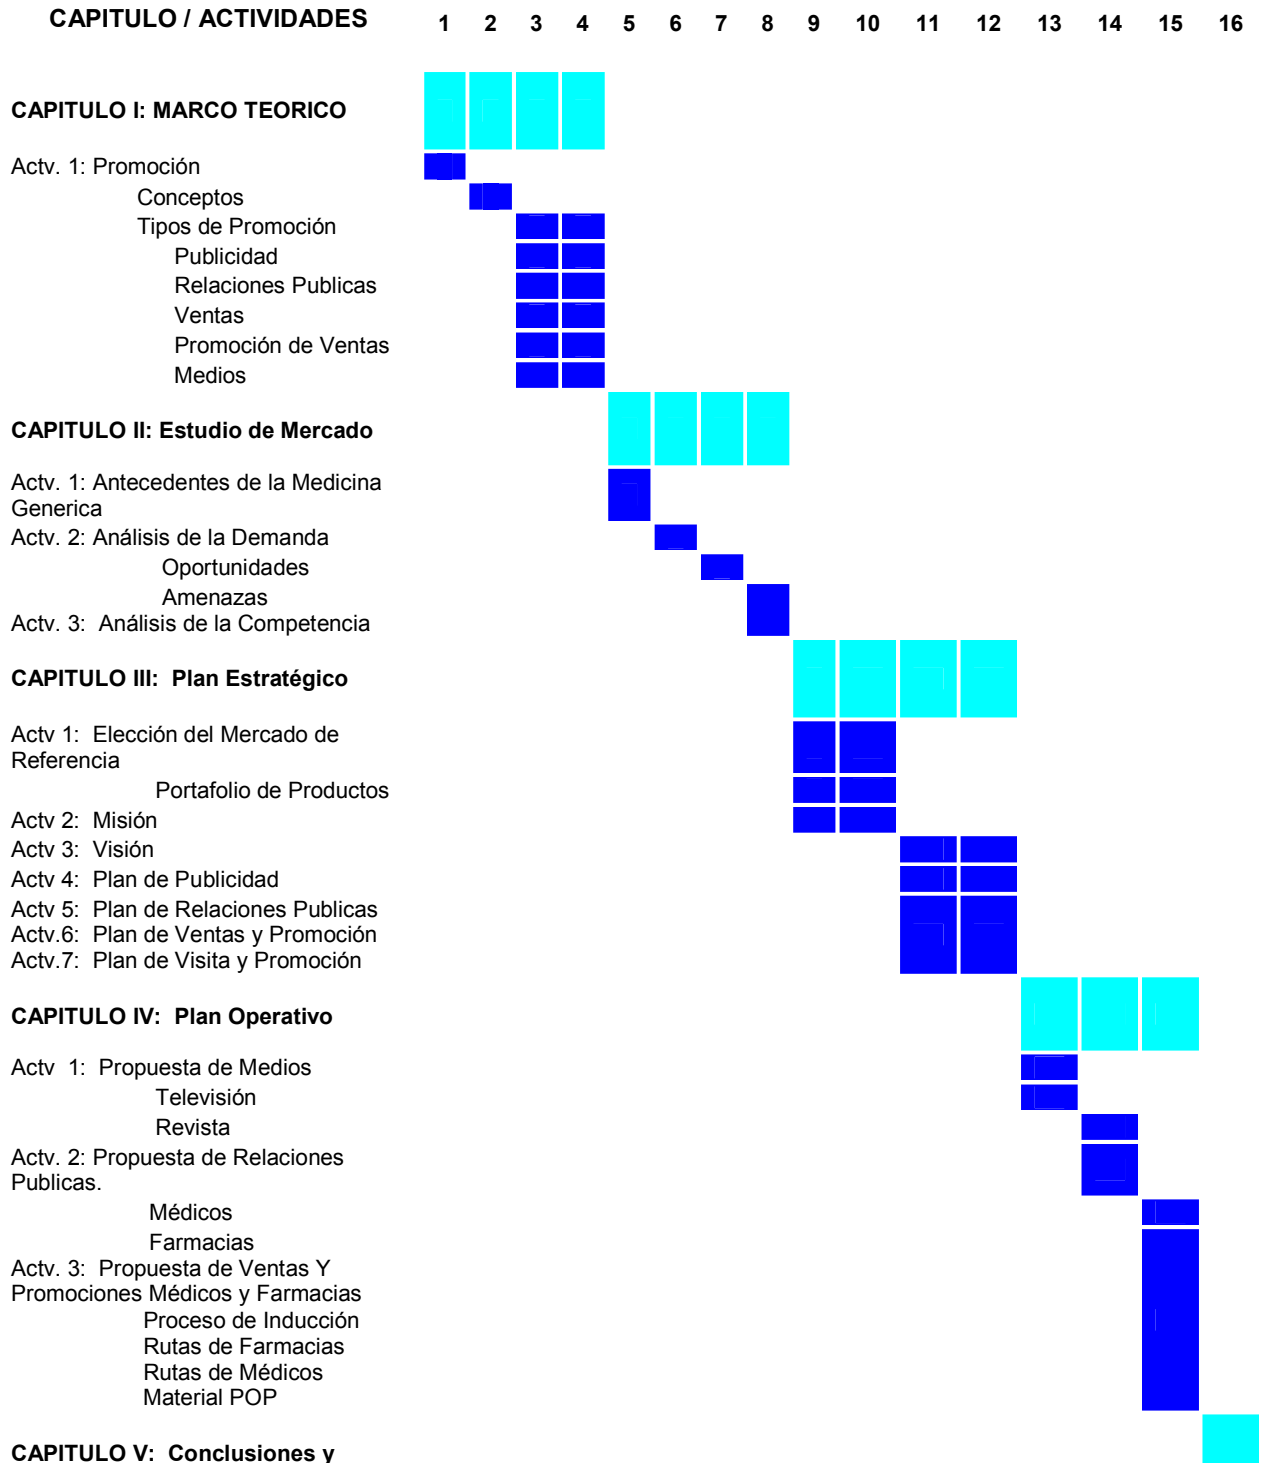 CAPITULO / ACTIVIDADES 1 2 3 4 5 6 7 8 9 10 11 12 13 14 15 16
CAPITULO I: MARCO TEORICO
Actv. 1: Promoción
Conceptos
Tipos de Promoción
Publicidad
Relaciones Publicas
Ventas
Promoción de Ventas
Medios
CAPITULO II: Estudio de Mercado
Actv. 1: Antecedentes de la Medicina
Generica
Actv. 2: Análisis de la Demanda
Oportunidades
Amenazas
Actv. 3: Análisis de la Competencia
CAPITULO III: Plan Estratégico
Actv 1: Elección del Mercado de
Referencia
Portafolio de Productos
Actv 2: Misión
Actv 3: Visión
Actv 4: Plan de Publicidad
Actv 5: Plan de Relaciones Publicas
Actv.6: Plan de Ventas y Promoción
Actv.7: Plan de Visita y Promoción
CAPITULO IV: Plan Operativo
Actv 1: Propuesta de Medios
Televisión
Revista
Actv. 2: Propuesta de Relaciones
Publicas.
Médicos
Farmacias
Actv. 3: Propuesta de Ventas Y
Promociones Médicos y Farmacias
Proceso de Inducción
Rutas de Farmacias
Rutas de Médicos
Material POP
CAPITULO V: Conclusiones y